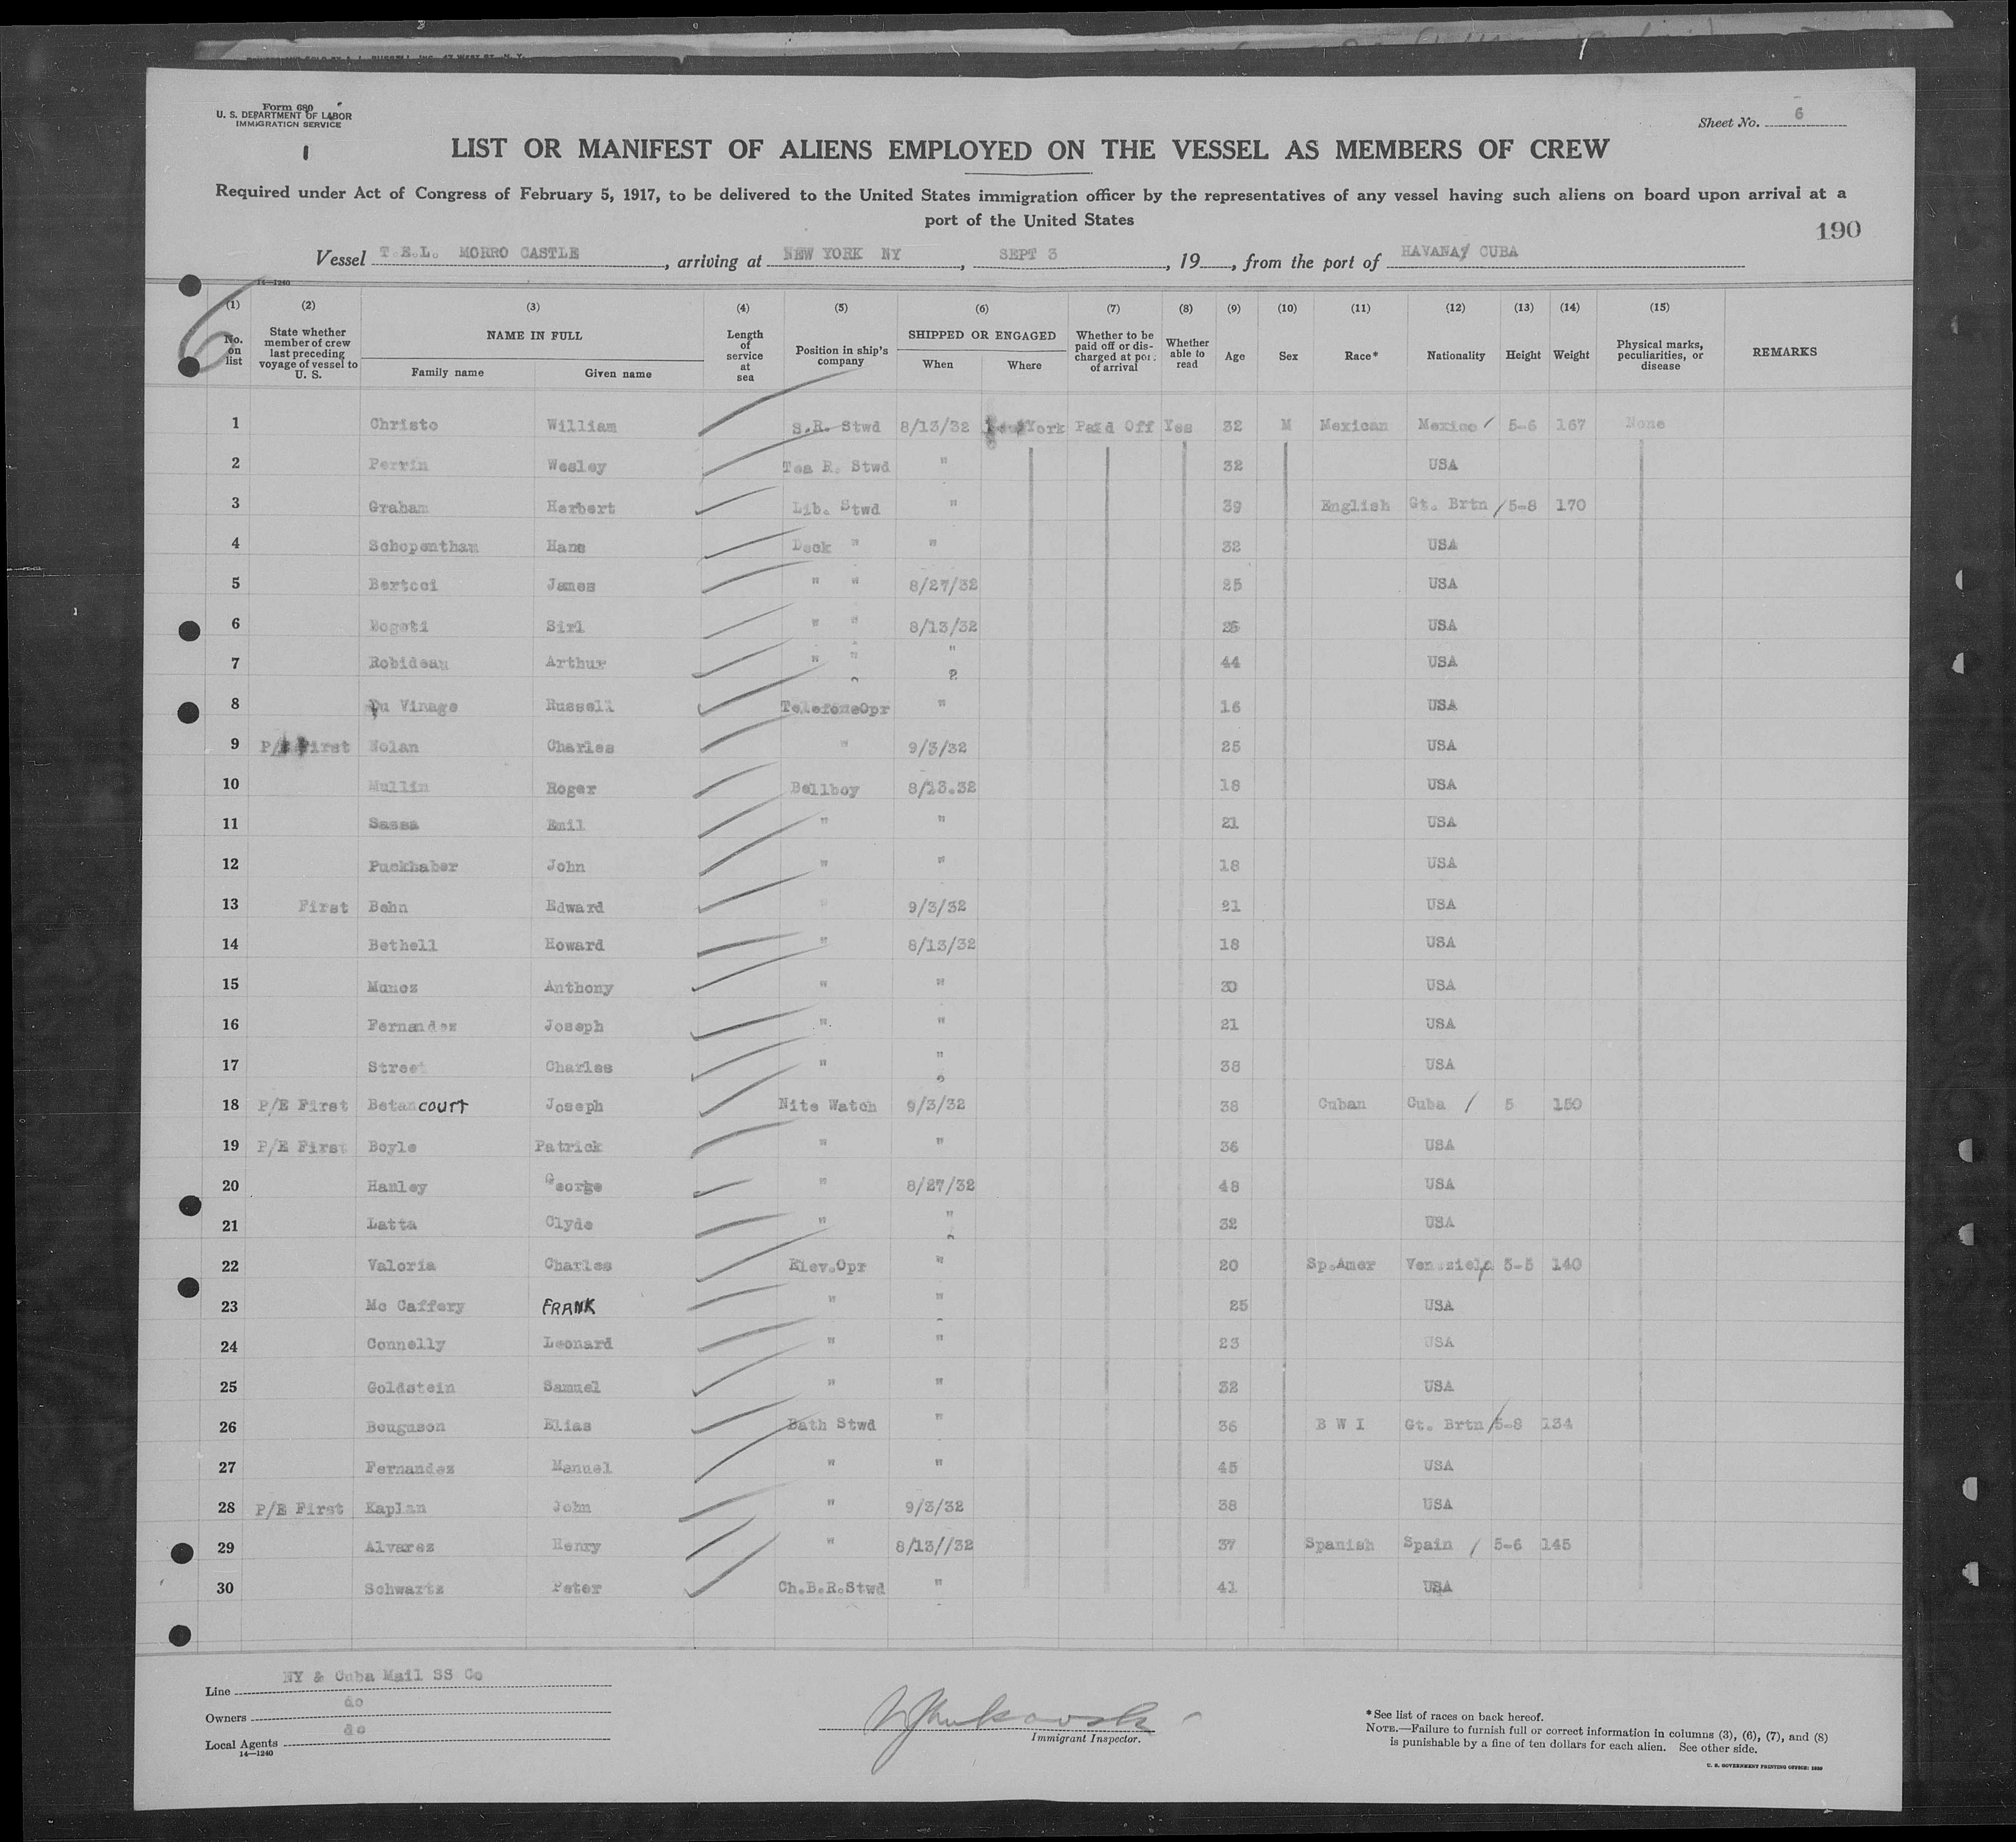 Form 680
U. S. DEPARTMENT OF LABOR
IMMIGRATION SERVICE
Sheet No. 6
LIST OR MANIFEST OF ALIENS EMPLOYED ON THE VESSEL AS MEMBERS OF CREW
Required under Act of Congress of February 5, 1917, to be delivered to the United States immigration officer by the representatives of any vessel having such aliens on board upon arrival at a
port of the United States
190
Vessel T.E.L. MORRO CASTLE, arriving at NEW YORK NY, SEPT 3, 19, from the port of HAVANA/ CUBA
14—1240
6
(1) (2) (3) (4) (5) (6) (7) (8) (9) (10) (11) (12) (13) (14) (15)
No. on list State whether member of crew last preceding voyage of vessel to U. S. NAME IN FULL Family name Given name Length of service at sea Position in ship's company SHIPPED OR ENGAGED When Where Whether to be paid off or discharged at port of arrival Whether able to read Age Sex Race* Nationality Height Weight Physical marks, peculiarities, or disease REMARKS
1 Christo William S.R. Stwd 8/13/32 New York Paid Off Yes 32 M Mexican Mexico / 5-6 167 None
2 Perrin Wesley Tea R. Stwd " 32 USA
3 Graham Herbert Lib. Stwd " 39 English Gt. Brtn / 5-8 170
4 Schopentham Hans Deck " " 32 USA
5 Bertoci James " " 8/27/32 25 USA
6 Sirl " " 8/13/32 USA
7 Robideau Arthur " " " 44 USA
8 Du Vinage Russell TelefoneOpr " 16 USA
9 P/E First Nolan Charles " 9/3/32 25 USA
10 Mullin Roger Bellboy 8/13.32 18 USA
11 Sassa Emil " " 21 USA
12 Puckhaber John " " 18 USA
13 First Behn Edward " 9/3/32 21 USA
14 Bethell Howard " 8/13/32 18 USA
15 Munoz Anthony " " 30 USA
16 Fernandez Joseph " " 21 USA
17 Street Charles " " 38 USA
18 P/E First Betancourt Joseph Nite Watch 9/3/32 38 Cuban Cuba / 5 150
19 P/E First Boyle Patrick " " 36 USA
20 Hanley George " 8/27/32 48 USA
21 Latta Clyde " " 32 USA
22 Valoria Charles Elev.Opr " 20 Sp.Amer 5-5 140
23 Mc Caffery FRANK " " 25 USA
24 Connelly Leonard " " 23 USA
25 Goldstein Samuel " " 32 USA
26 Bouguson Elias Bath Stwd " 36 B W I Gt. Brtn / 5-8 134
27 Fernandez Manuel " " 45 USA
28 P/E First Kaplan John " 9/3/32 38 USA
29 Alvarez Henry " 8/13//32 37 Spanish Spain / 5-6 145
30 Schwartz Peter Ch.B.R.Stwd " 41 USA
Line NY & Cuba Mail SS Co
Owners do
Local Agents do
14—1240
Immigrant Inspector.
*See list of races on back hereof.
NOTE.—Failure to furnish full or correct information in columns (3), (6), (7), and (8)
is punishable by a fine of ten dollars for each alien. See other side.
U. S. GOVERNMENT PRINTING OFFICE: 1930